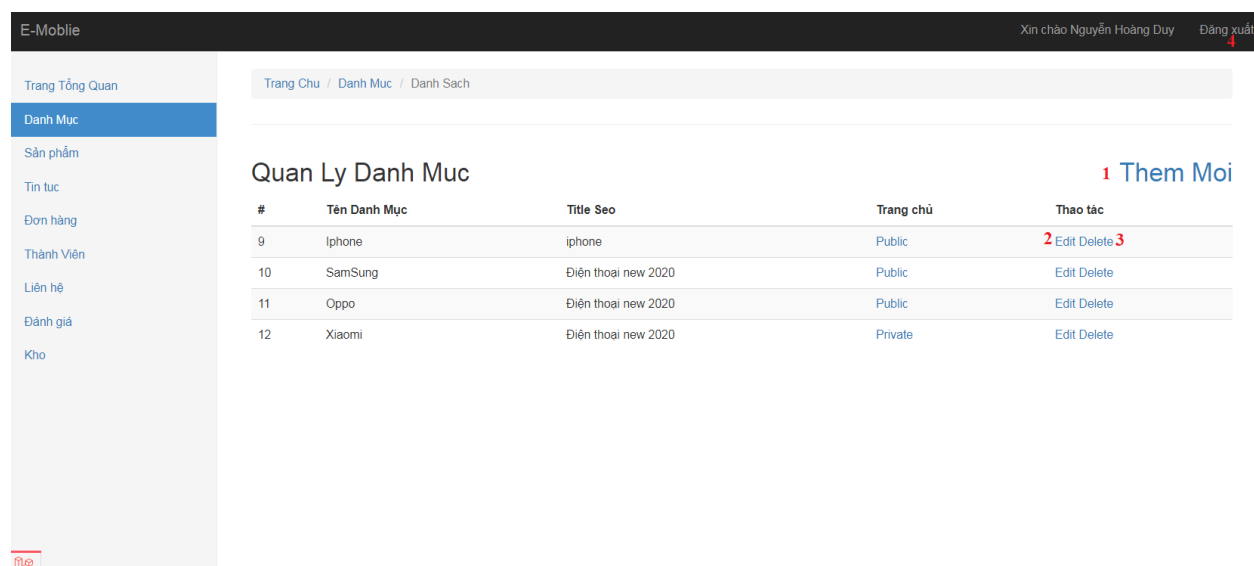 E-Moblie Xin chào Nguyễn Hoàng Duy Đăng xuất
4
Trang Tổng Quan
Danh Mục
Sản phẩm
Tin tuc
Đơn hàng
Thành Viên
Liên hệ
Đánh giá
Kho
Trang Chu / Danh Muc / Danh Sach
Quan Ly Danh Muc 1 Them Moi
# Tên Danh Mục Title Seo Trang chủ Thao tác
9 Iphone iphone Public 2 Edit Delete 3
10 SamSung Điện thoại new 2020 Public Edit Delete
11 Oppo Điện thoại new 2020 Public Edit Delete
12 Xiaomi Điện thoại new 2020 Private Edit Delete